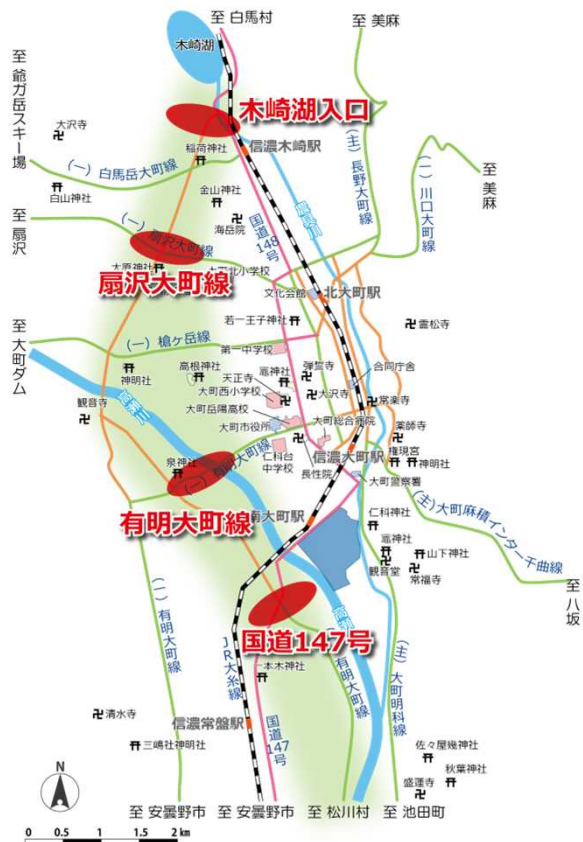 至 白馬村
至 美麻
木崎湖
木崎湖入口
至 爺ガ岳スキー場
大沢寺
稲荷神社
信濃木崎駅
(主)長野大町線
(一)川口大町線
至 美麻
(一)白馬岳大町線
白山神社
金山神社
海岳院
国道148号
農具川
至 扇沢
(一)扇沢大町線
大原神社
扇沢大町線
文化会館
北大町駅
若一王子神社
霊松寺
至 大町ダム
(一)槍ヶ岳線
第一中学校
神明社
高根神社
天正寺
竈神社
弾誓寺
合同庁舎
大町西小学校
大沢寺
常楽寺
観音寺
高瀬川
大町岳陽高校
大町市役所
大町総合病院
薬師寺
権現宮
神明社
泉神社
(一)有明大町線
仁科台
中学校
長性院
信濃大町駅
大町警察署
有明大町線
南大町駅
仁科神社
(主)大町麻績インター千曲線
竈神社
山下神社
観音堂
常福寺
至 八坂
国道147号
(一)有明大町線
JR大糸線
一本木神社
有明大町線
(主)大町明科線
清水寺
信濃常盤駅
国道147
三嶋社神明社
佐々屋幾神社
秋葉神社
盛蓮寺
N
至 安曇野市
至 安曇野市
至 松川村
至 池田町
0 0.5 1 1.5 2 km